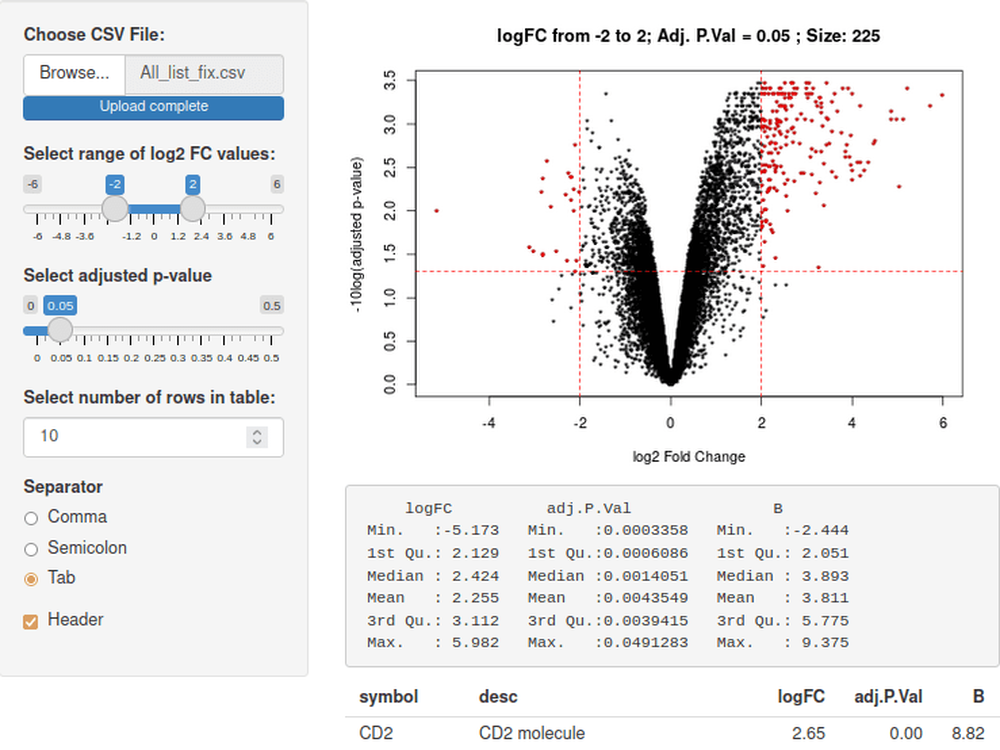 Choose CSV File:
Browse... All_list_fix.csv
Upload complete
Select range of log2 FC values:
-6 -2 2 6
-6 -4.8 -3.6 -1.2 0 1.2 2.4 3.6 4.8 6
Select adjusted p-value
0 0.05 0.5
0 0.05 0.1 0.15 0.2 0.25 0.3 0.35 0.4 0.45 0.5
Select number of rows in table:
10
Separator
Comma
Semicolon
Tab
Header
logFC from -2 to 2; Adj. P.Val = 0.05 ; Size: 225
-10log(adjusted p-value)
3.5
3.0
2.5
2.0
1.5
1.0
0.5
0.0
-4 -2 0 2 4 6
log2 Fold Change
logFC adj.P.Val B
Min. :-5.173 Min. :0.0003358 Min. :-2.444
1st Qu.: 2.129 1st Qu.:0.0006086 1st Qu.: 2.051
Median : 2.424 Median :0.0014051 Median : 3.893
Mean : 2.255 Mean :0.0043549 Mean : 3.811
3rd Qu.: 3.112 3rd Qu.:0.0039415 3rd Qu.: 5.775
Max. : 5.982 Max. :0.0491283 Max. : 9.375
symbol desc logFC adj.P.Val B
CD2 CD2 molecule 2.65 0.00 8.82